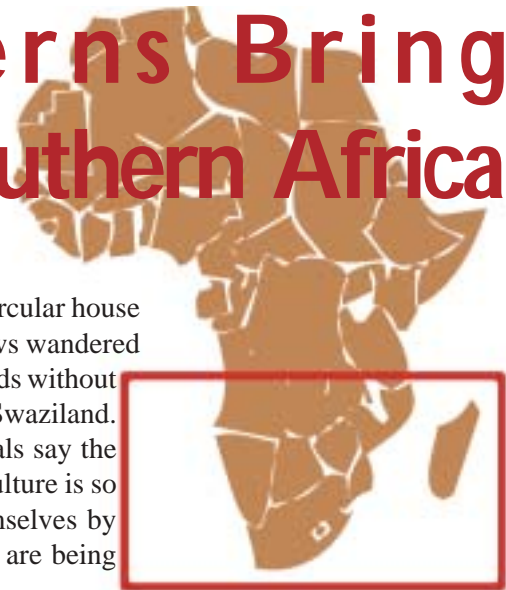 erns Bring
uthern Africa
rcular house
ws wandered
ds without
Swaziland.
als say the
ulture is so
nselves by
are being